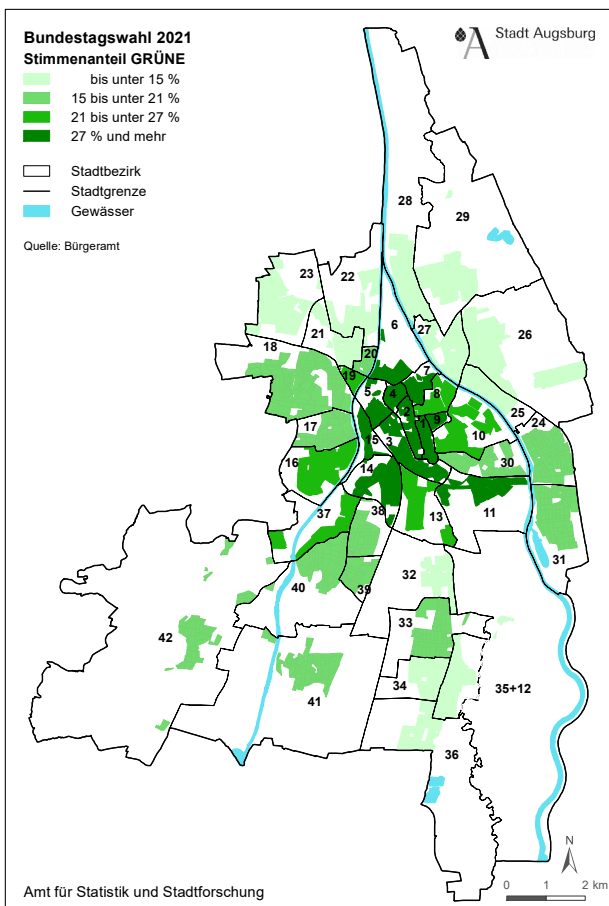 Bundestagswahl 2021
Stimmenanteil GRÜNE
bis unter 15 %
15 bis unter 21 %
21 bis unter 27 %
27 % und mehr
Stadtbezirk
Stadtgrenze
Gewässer
Quelle: Bürgeramt
Stadt Augsburg
28
29
23
22
6
27
26
21
18
20
19
7
5
4
8
2
1
9
25
24
17
10
15
3
16
14
30
37
38
13
11
31
32
40
39
33
42
34
35+12
41
36
N
0 1 2 km
Amt für Statistik und Stadtforschung